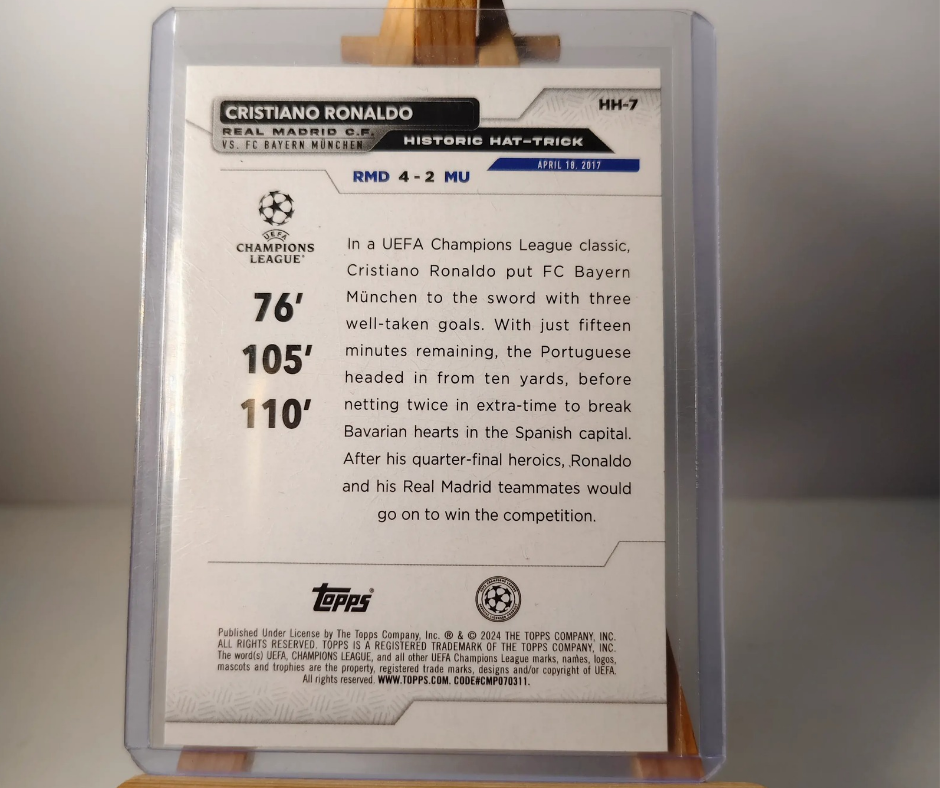 HH-7
CRISTIANO RONALDO
REAL MADRID C.F.
VS. FC BAYERN MÜNCHEN
HISTORIC HAT-TRICK
APRIL 18, 2017
RMD 4 - 2 MU
UEFA
CHAMPIONS
LEAGUE®
76'
105'
110'
In a UEFA Champions League classic,
Cristiano Ronaldo put FC Bayern
München to the sword with three
well-taken goals. With just fifteen
minutes remaining, the Portuguese
headed in from ten yards, before
netting twice in extra-time to break
Bavarian hearts in the Spanish capital.
After his quarter-final heroics, Ronaldo
and his Real Madrid teammates would
go on to win the competition.
Topps®
Published Under License by The Topps Company, Inc. ® & © 2024 THE TOPPS COMPANY, INC.
ALL RIGHTS RESERVED. TOPPS IS A REGISTERED TRADEMARK OF THE TOPPS COMPANY, INC.
The word(s) UEFA, CHAMPIONS LEAGUE, and all other UEFA Champions League marks, names, logos,
mascots and trophies are the property, registered trade marks, designs and/or copyright of UEFA.
All rights reserved. WWW.TOPPS.COM. CODE#CMP070311.